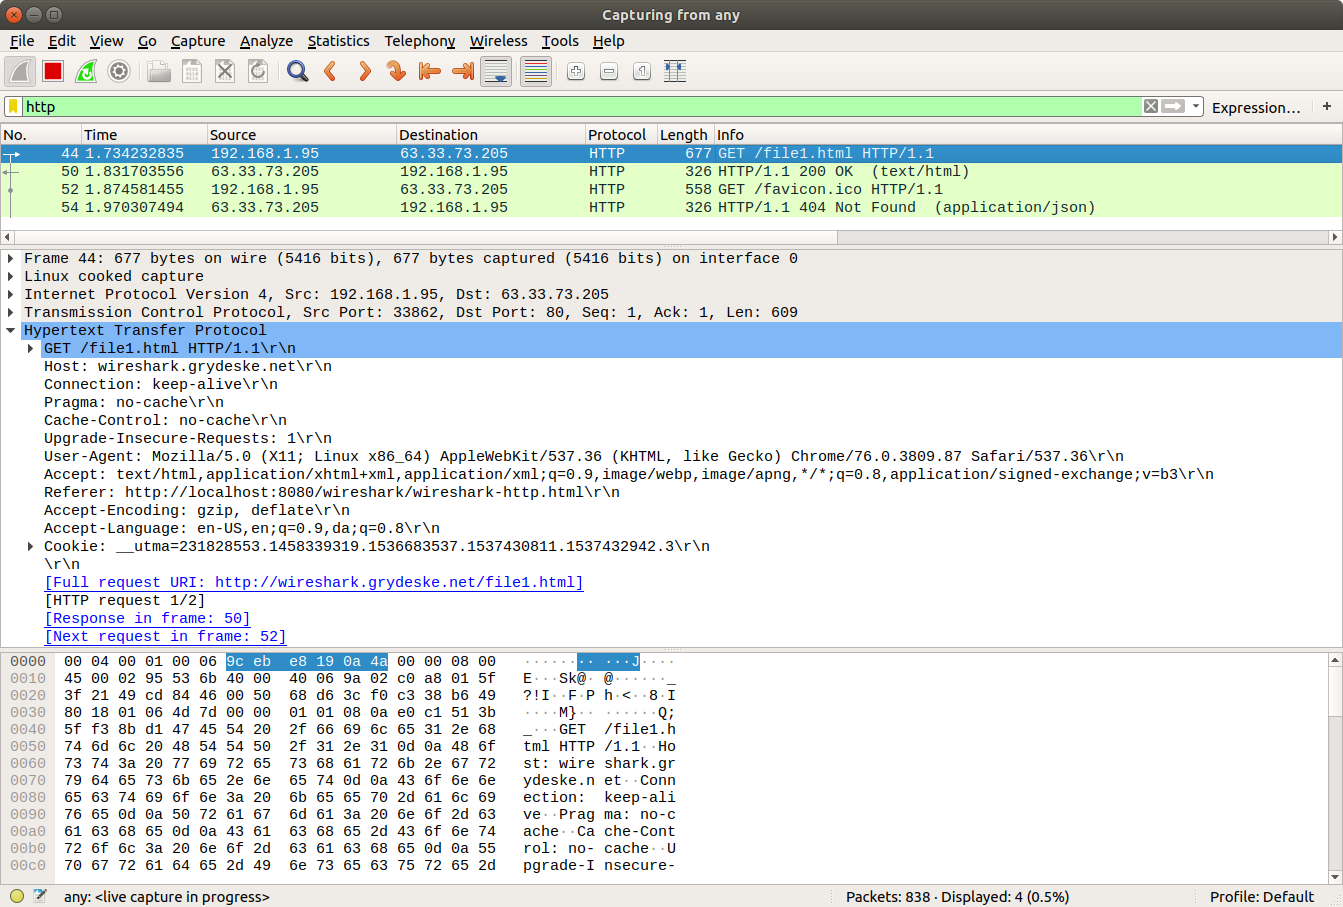 Capturing from any
File Edit View Go Capture Analyze Statistics Telephony Wireless Tools Help
http Expression… +
No. Time Source Destination Protocol Length Info
44 1.734232835 192.168.1.95 63.33.73.205 HTTP 677 GET /file1.html HTTP/1.1
50 1.831703556 63.33.73.205 192.168.1.95 HTTP 326 HTTP/1.1 200 OK  (text/html)
52 1.874581455 192.168.1.95 63.33.73.205 HTTP 558 GET /favicon.ico HTTP/1.1
54 1.970307494 63.33.73.205 192.168.1.95 HTTP 326 HTTP/1.1 404 Not Found  (application/json)
Frame 44: 677 bytes on wire (5416 bits), 677 bytes captured (5416 bits) on interface 0
Linux cooked capture
Internet Protocol Version 4, Src: 192.168.1.95, Dst: 63.33.73.205
Transmission Control Protocol, Src Port: 33862, Dst Port: 80, Seq: 1, Ack: 1, Len: 609
Hypertext Transfer Protocol
GET /file1.html HTTP/1.1\r\n
Host: wireshark.grydeske.net\r\n
Connection: keep-alive\r\n
Pragma: no-cache\r\n
Cache-Control: no-cache\r\n
Upgrade-Insecure-Requests: 1\r\n
User-Agent: Mozilla/5.0 (X11; Linux x86_64) AppleWebKit/537.36 (KHTML, like Gecko) Chrome/76.0.3809.87 Safari/537.36\r\n
Accept: text/html,application/xhtml+xml,application/xml;q=0.9,image/webp,image/apng,*/*;q=0.8,application/signed-exchange;v=b3\r\n
Referer: http://localhost:8080/wireshark/wireshark-http.html\r\n
Accept-Encoding: gzip, deflate\r\n
Accept-Language: en-US,en;q=0.9,da;q=0.8\r\n
Cookie: __utma=231828553.1458339319.1536683537.1537430811.1537432942.3\r\n
\r\n
[Full request URI: http://wireshark.grydeske.net/file1.html]
[HTTP request 1/2]
[Response in frame: 50]
[Next request in frame: 52]
0000 00 04 00 01 00 06 9c eb e8 19 0a 4a 00 00 08 00 ········ ···J····
0010 45 00 02 95 53 6b 40 00 40 06 9a 02 c0 a8 01 5f E···Sk@· @······_
0020 3f 21 49 cd 84 46 00 50 68 d6 3c f0 c3 38 b6 49 ?!I··F·P h·<··8·I
0030 80 18 01 06 4d 7d 00 00 01 01 08 0a e0 c1 51 3b ····M}·· ······Q;
0040 5f f3 8b d1 47 45 54 20 2f 66 69 6c 65 31 2e 68 _···GET /file1.h
0050 74 6d 6c 20 48 54 54 50 2f 31 2e 31 0d 0a 48 6f tml HTTP /1.1··Ho
0060 73 74 3a 20 77 69 72 65 73 68 61 72 6b 2e 67 72 st: wire shark.gr
0070 79 64 65 73 6b 65 2e 6e 65 74 0d 0a 43 6f 6e 6e ydeske.n et··Conn
0080 65 63 74 69 6f 6e 3a 20 6b 65 65 70 2d 61 6c 69 ection: keep-ali
0090 76 65 0d 0a 50 72 61 67 6d 61 3a 20 6e 6f 2d 63 ve··Prag ma: no-c
00a0 61 63 68 65 0d 0a 43 61 63 68 65 2d 43 6f 6e 74 ache··Ca che-Cont
00b0 72 6f 6c 3a 20 6e 6f 2d 63 61 63 68 65 0d 0a 55 rol: no- cache··U
00c0 70 67 72 61 64 65 2d 49 6e 73 65 63 75 72 65 2d pgrade-I nsecure-
any: <live capture in progress> Packets: 838 · Displayed: 4 (0.5%) Profile: Default